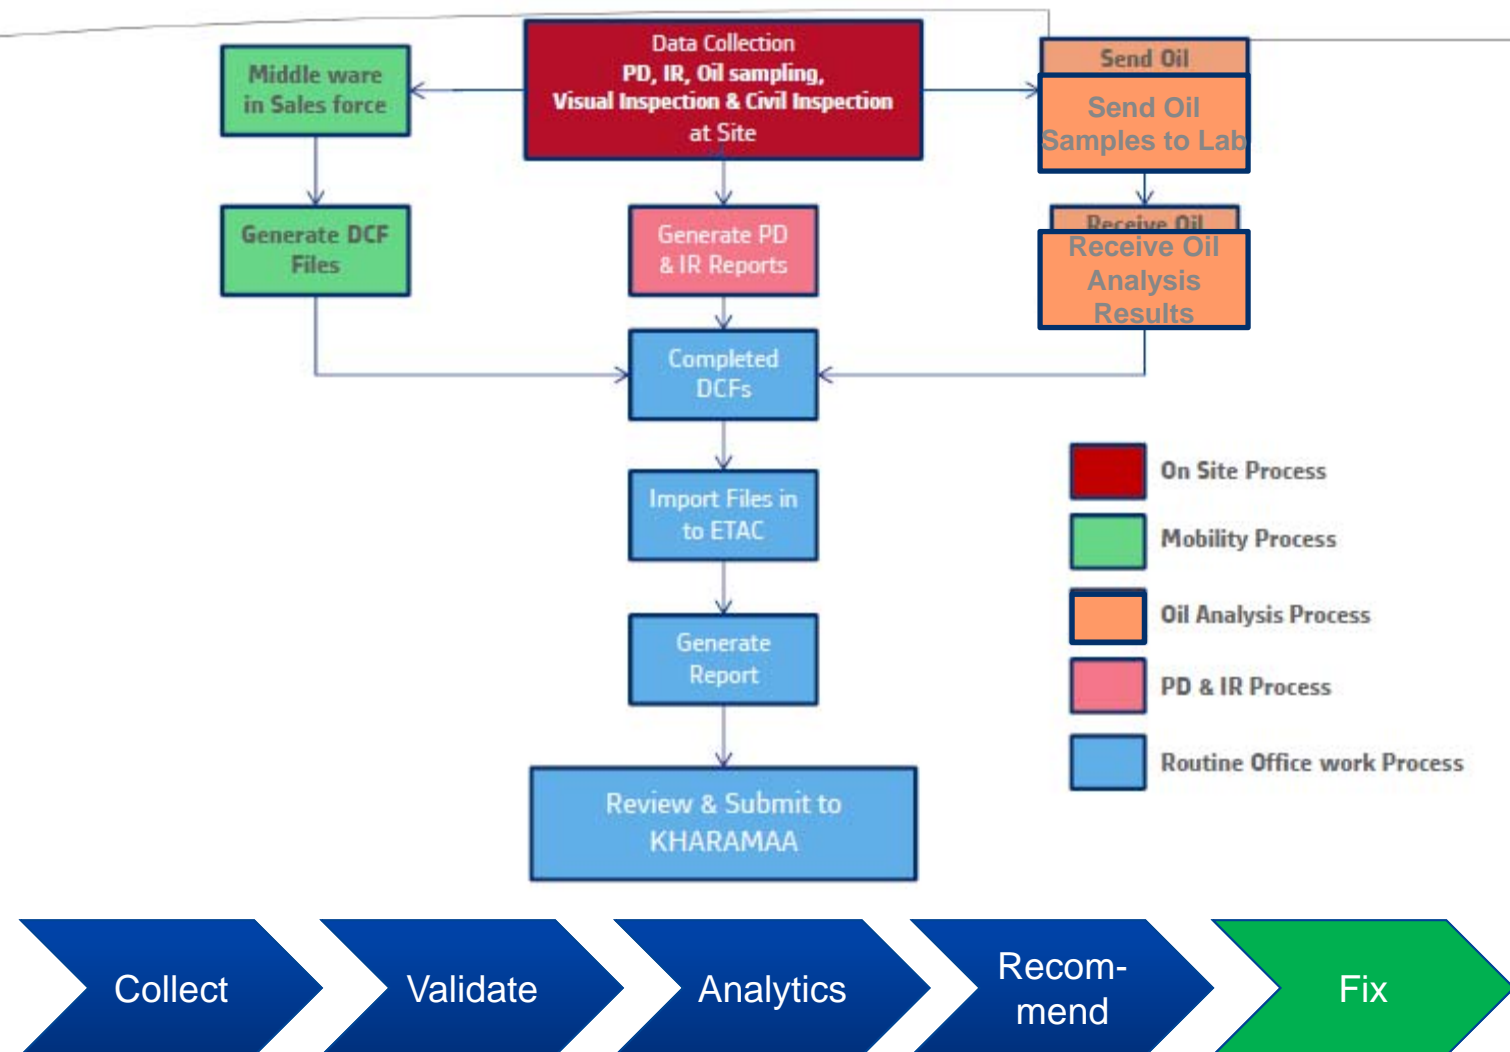 Data Collection
PD, IR, Oil sampling,
Visual Inspection & Civil Inspection
at Site
Middle ware
in Sales force
Send Oil
Send Oil
Samples to Lab
Generate DCF
Files
Generate PD
& IR Reports
Receive Oil
Receive Oil
Analysis
Results
Completed
DCFs
Import Files in
to ETAC
Generate
Report
Review & Submit to
KHARAMAA
On Site Process
Mobility Process
Oil Analysis Process
PD & IR Process
Routine Office work Process
Collect
Validate
Analytics
Recom-
mend
Fix